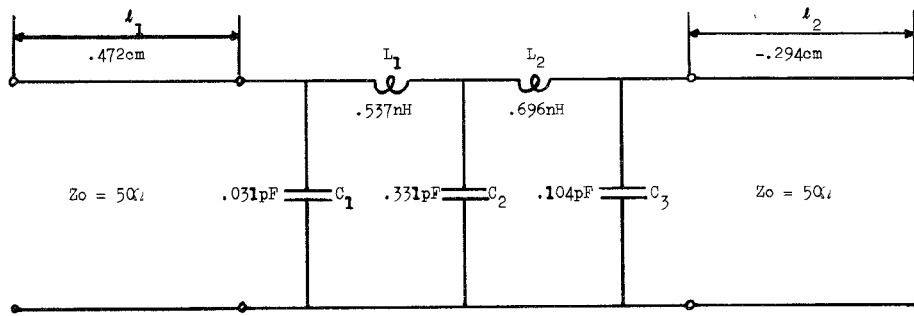 ℓ1
.472cm
L1
.537nH
L2
.696nH
ℓ2
-.294cm
Zo = 50Ω
.031pF C1
.331pF C2
.104pF C3
Zo = 50Ω